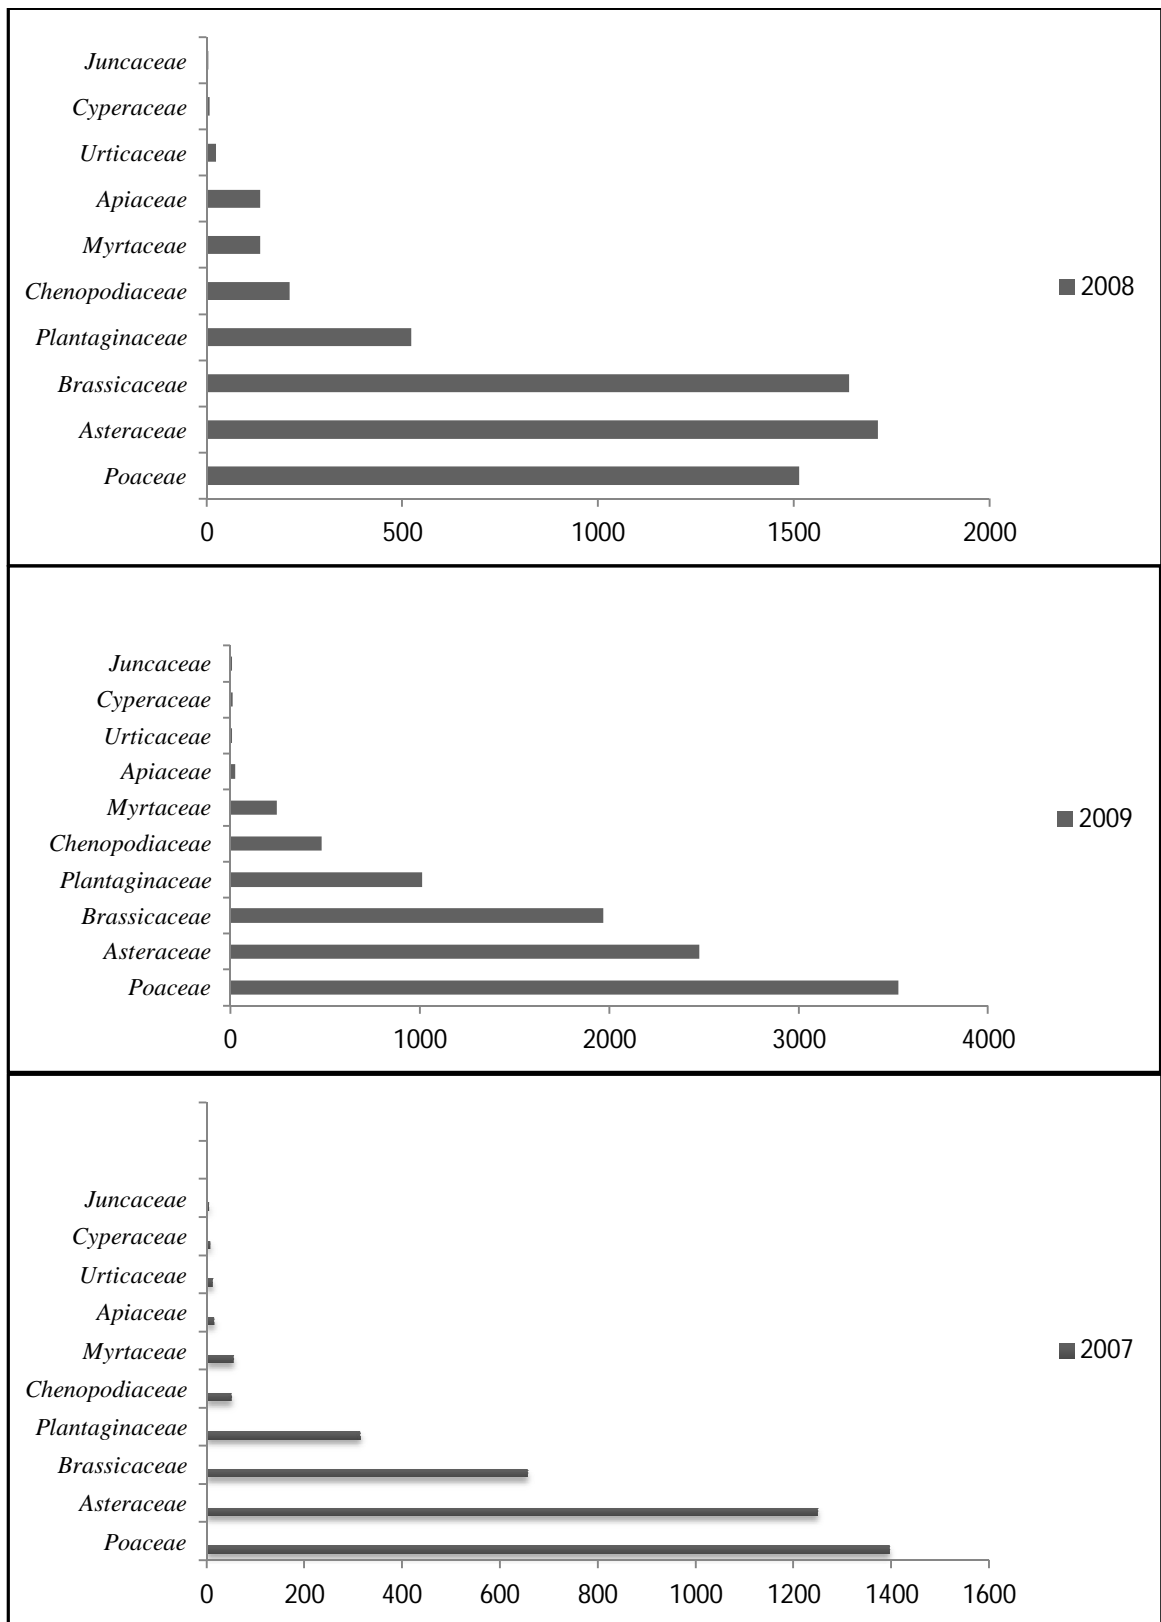 Juncaceae
Cyperaceae
Urticaceae
Apiaceae
Myrtaceae
Chenopodiaceae
2008
Plantaginaceae
Brassicaceae
Asteraceae
Poaceae
0 500 1000 1500 2000
Juncaceae
Cyperaceae
Urticaceae
Apiaceae
Myrtaceae
2009
Chenopodiaceae
Plantaginaceae
Brassicaceae
Asteraceae
Poaceae
0 1000 2000 3000 4000
Juncaceae
Cyperaceae
Urticaceae
Apiaceae
Myrtaceae
2007
Chenopodiaceae
Plantaginaceae
Brassicaceae
Asteraceae
Poaceae
0 200 400 600 800 1000 1200 1400 1600